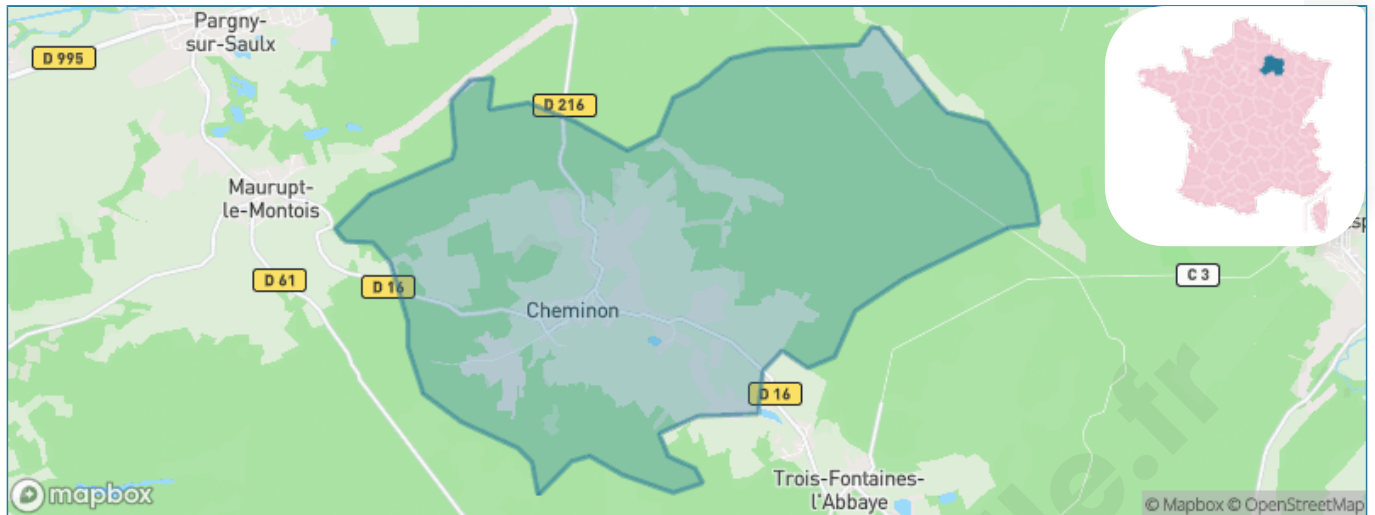 Pargny-
sur-Saulx
D 995
D 216
Maurupt-
le-Montois
D 61
D 16
C 3
Cheminon
D 16
Trois-Fontaines-
l'Abbaye
mapbox
© Mapbox © OpenStreetMap